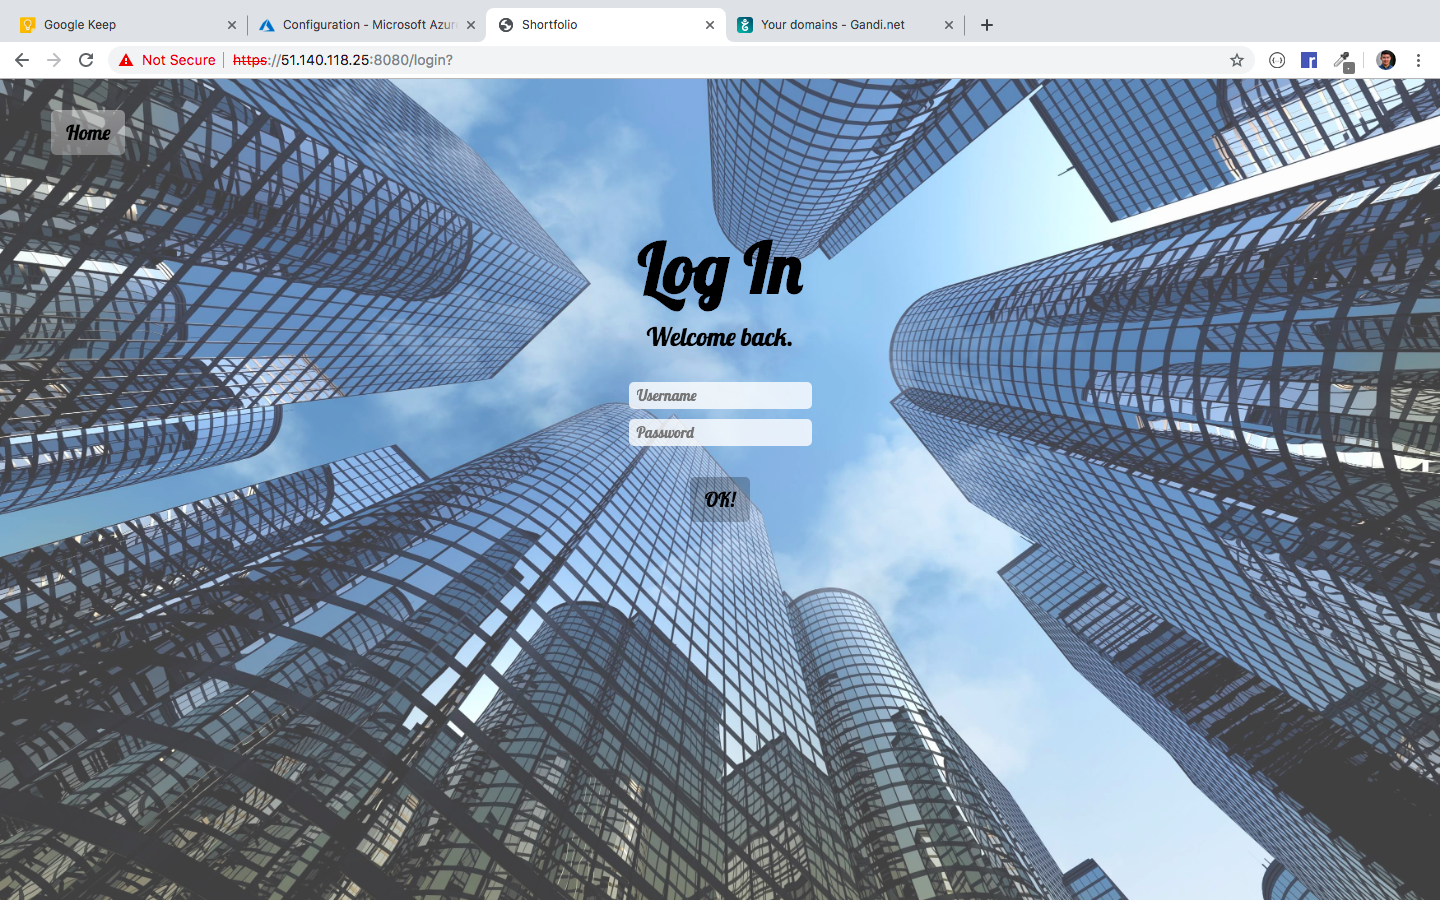 Google Keep
Configuration - Microsoft Azur
Shortfolio
Your domains - Gandi.net
Not Secure
https://51.140.118.25:8080/login?
Home
Log In
Welcome back.
Username
Password
OK!